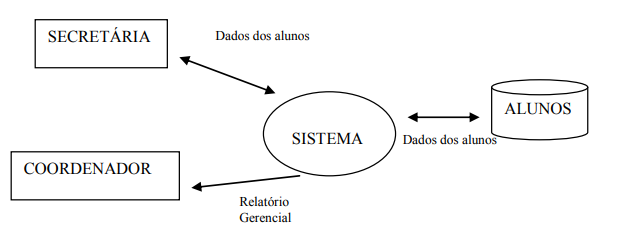 SECRETÁRIA
Dados dos alunos
ALUNOS
SISTEMA
Dados dos alunos
COORDENADOR
Relatório
Gerencial